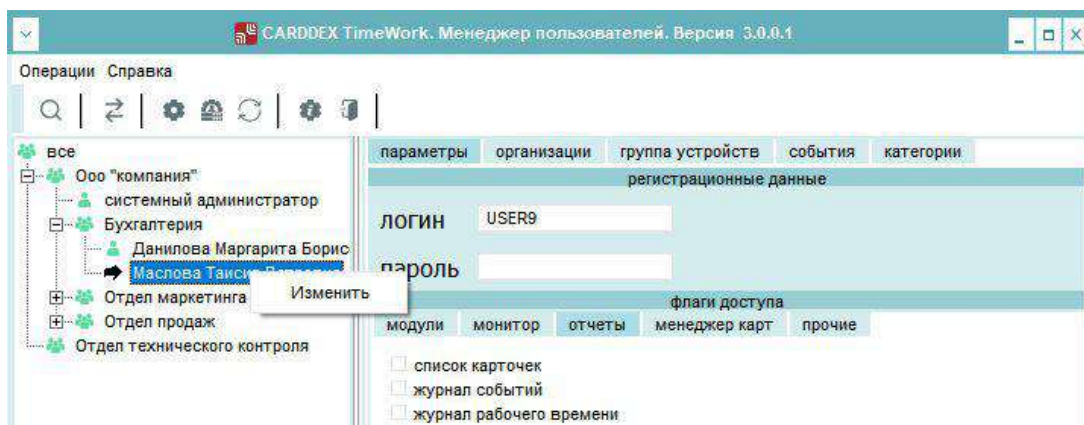 CARDDEX TimeWork. Менеджер пользователей. Версия 3.0.0.1
Операции Справка
все
Ооо "компания"
системный администратор
Бухгалтерия
Данилова Маргарита Борис
Маслова Таисия
Изменить
Отдел маркетинга
Отдел продаж
Отдел технического контроля
параметры организации группа устройств события категории
регистрационные данные
логин USER9
пароль
флаги доступа
модули монитор отчеты менеджер карт прочие
список карточек
журнал событий
журнал рабочего времени